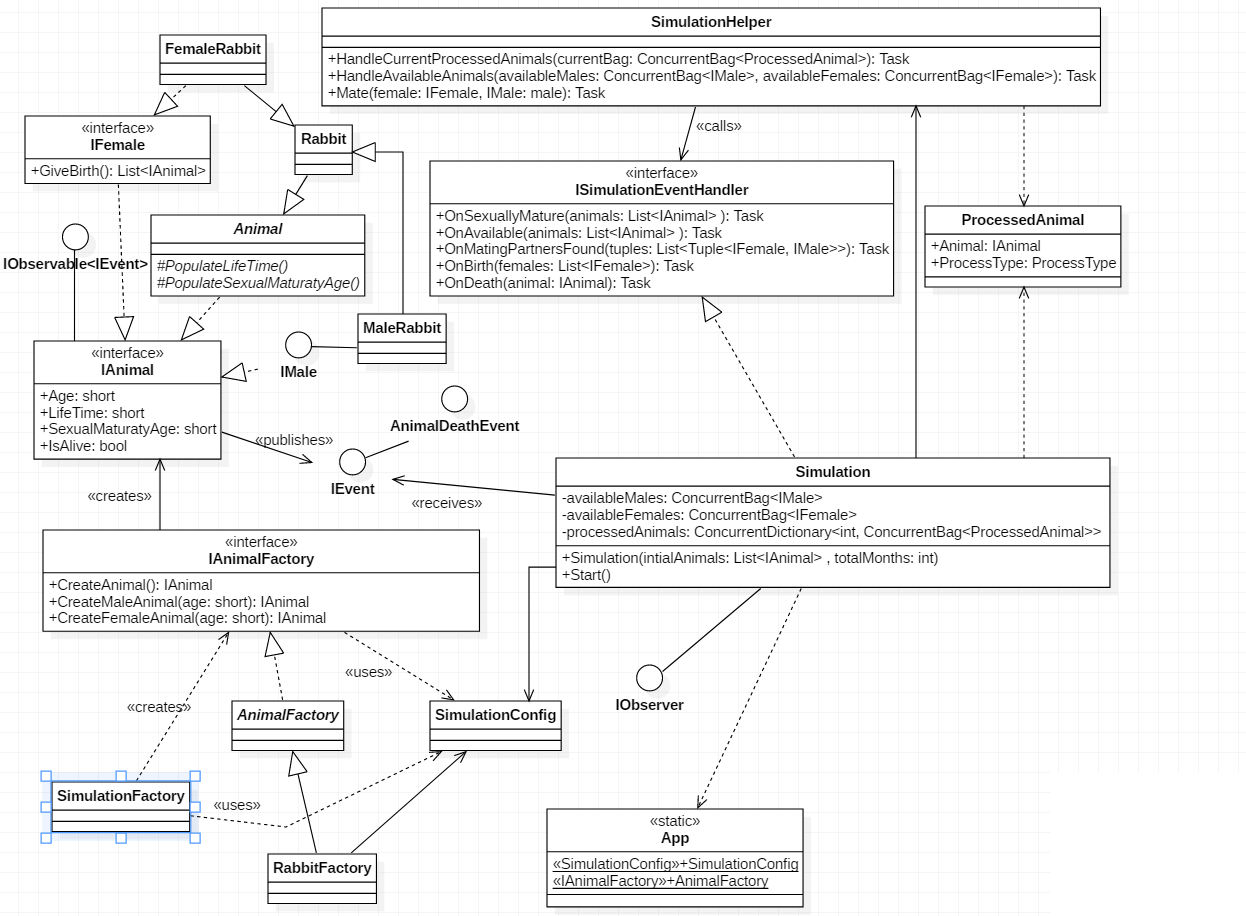 SimulationHelper
+HandleCurrentProcessedAnimals(currentBag: ConcurrentBag<ProcessedAnimal>): Task
+HandleAvailableAnimals(availableMales: ConcurrentBag<IMale>, availableFemales: ConcurrentBag<IFemale>): Task
+Mate(female: IFemale, IMale: male): Task
FemaleRabbit
«interface»
IFemale
+GiveBirth(): List<IAnimal>
Rabbit
«calls»
«interface»
ISimulationEventHandler
+OnSexuallyMature(animals: List<IAnimal> ): Task
+OnAvailable(animals: List<IAnimal> ): Task
+OnMatingPartnersFound(tuples: List<Tuple<IFemale, IMale>>): Task
+OnBirth(females: List<IFemale>): Task
+OnDeath(animal: IAnimal): Task
ProcessedAnimal
+Animal: IAnimal
+ProcessType: ProcessType
Animal
#PopulateLifeTime()
#PopulateSexualMaturatyAge()
IObservable<IEvent>
MaleRabbit
IMale
«interface»
IAnimal
+Age: short
+LifeTime: short
+SexualMaturatyAge: short
+IsAlive: bool
AnimalDeathEvent
«publishes»
IEvent
«receives»
«creates»
Simulation
-availableMales: ConcurrentBag<IMale>
-availableFemales: ConcurrentBag<IFemale>
-processedAnimals: ConcurrentDictionary<int, ConcurrentBag<ProcessedAnimal>>
+Simulation(intialAnimals: List<IAnimal> , totalMonths: int)
+Start()
«interface»
IAnimalFactory
+CreateAnimal(): IAnimal
+CreateMaleAnimal(age: short): IAnimal
+CreateFemaleAnimal(age: short): IAnimal
«uses»
«creates»
AnimalFactory
SimulationConfig
IObserver
SimulationFactory
«uses»
RabbitFactory
«static»
App
«SimulationConfig»+SimulationConfig
«IAnimalFactory»+AnimalFactory